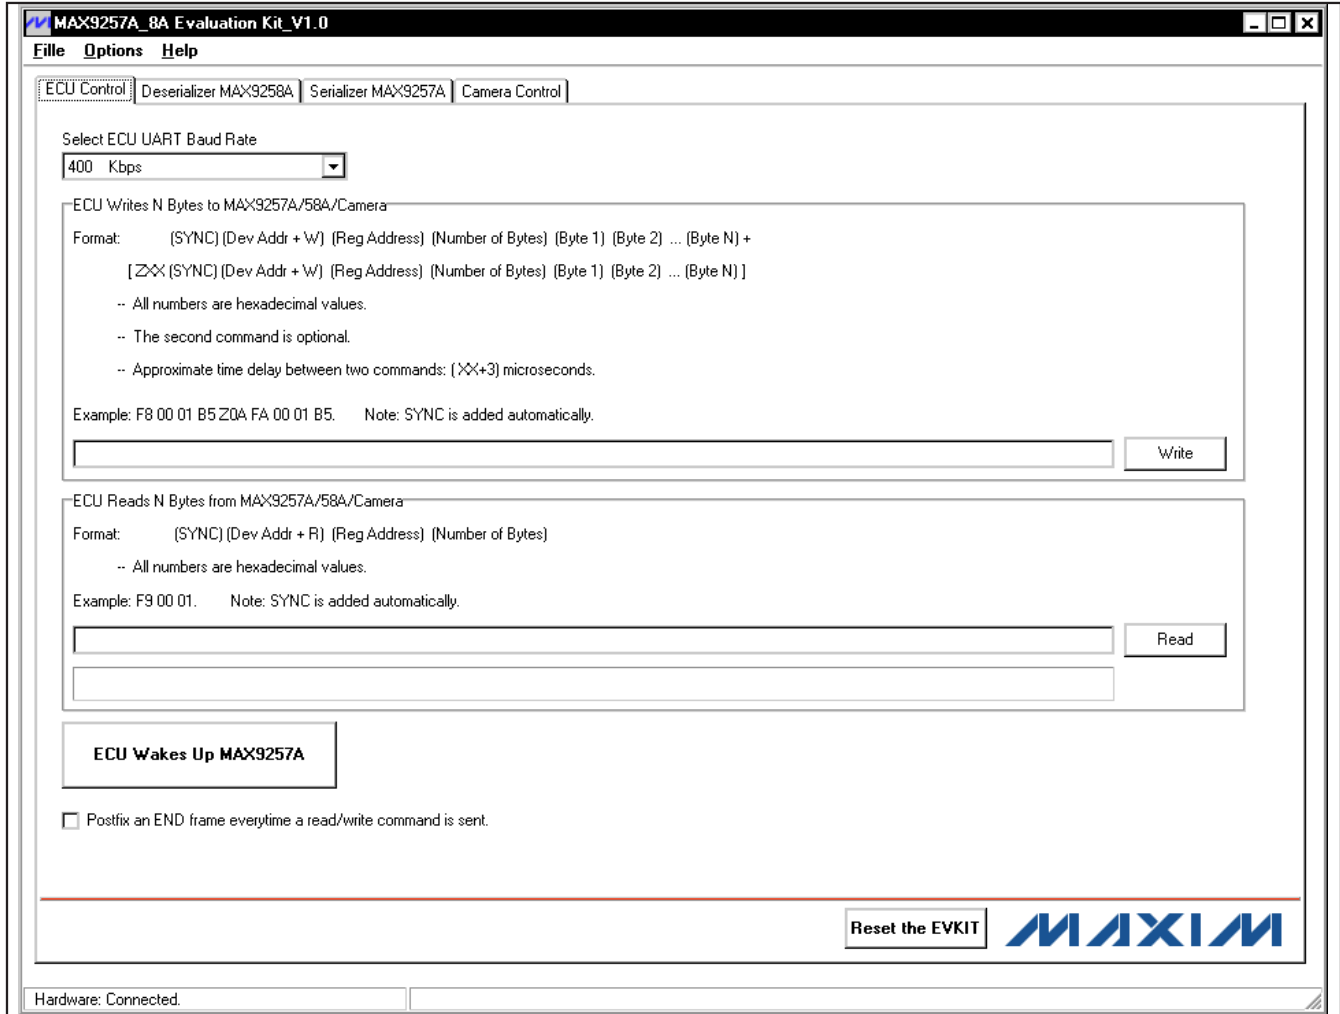 MAX9257A_8A Evaluation Kit_V1.0
Fille Options Help
ECU Control Deserializer MAX9258A Serializer MAX9257A Camera Control
Select ECU UART Baud Rate
400 Kbps
ECU Writes N Bytes to MAX9257A/58A/Camera
Format: (SYNC) (Dev Addr + W) (Reg Address) (Number of Bytes) (Byte 1) (Byte 2) ... (Byte N) +
[ ZXX (SYNC) (Dev Addr + W) (Reg Address) (Number of Bytes) (Byte 1) (Byte 2) ... (Byte N) ]
-- All numbers are hexadecimal values.
-- The second command is optional.
-- Approximate time delay between two commands: ( XX+3) microseconds.
Example: F8 00 01 B5 Z0A FA 00 01 B5. Note: SYNC is added automatically.
Write
ECU Reads N Bytes from MAX9257A/58A/Camera
Format: (SYNC) (Dev Addr + R) (Reg Address) (Number of Bytes)
-- All numbers are hexadecimal values.
Example: F9 00 01. Note: SYNC is added automatically.
Read
ECU Wakes Up MAX9257A
Postfix an END frame everytime a read/write command is sent.
Reset the EVKIT MAXIM
Hardware: Connected.